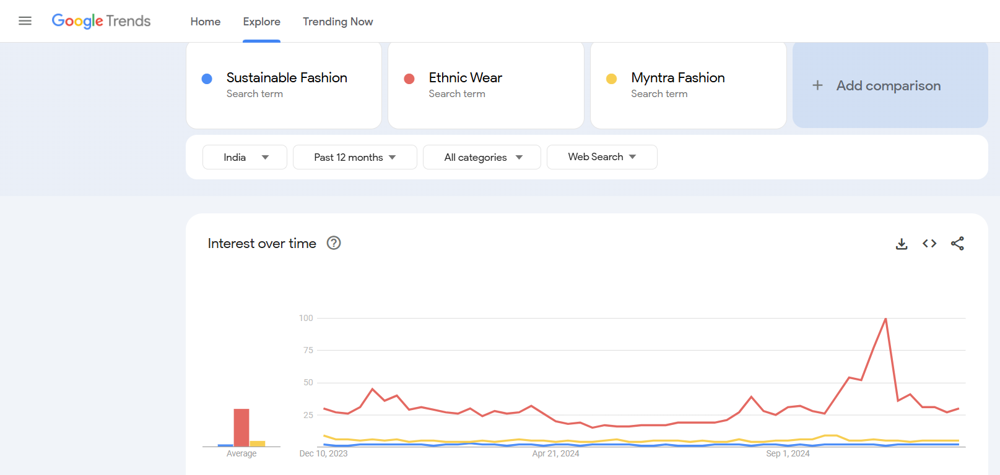 Google Trends Home Explore Trending Now
Sustainable Fashion
Search term
Ethnic Wear
Search term
Myntra Fashion
Search term
+ Add comparison
India
Past 12 months
All categories
Web Search
Interest over time
100
75
50
25
Average
Dec 10, 2023
Apr 21, 2024
Sep 1, 2024